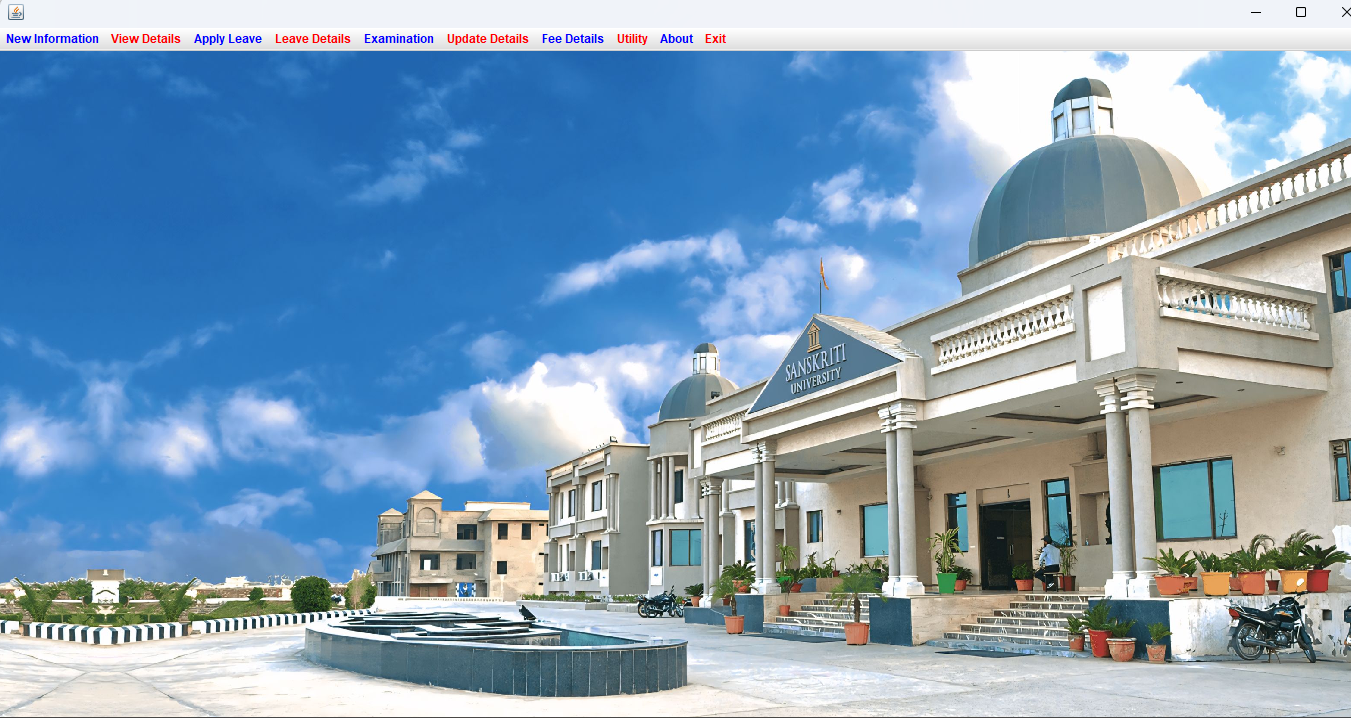 New Information View Details Apply Leave Leave Details Examination Update Details Fee Details Utility About Exit
SANSKRITI
UNIVERSITY